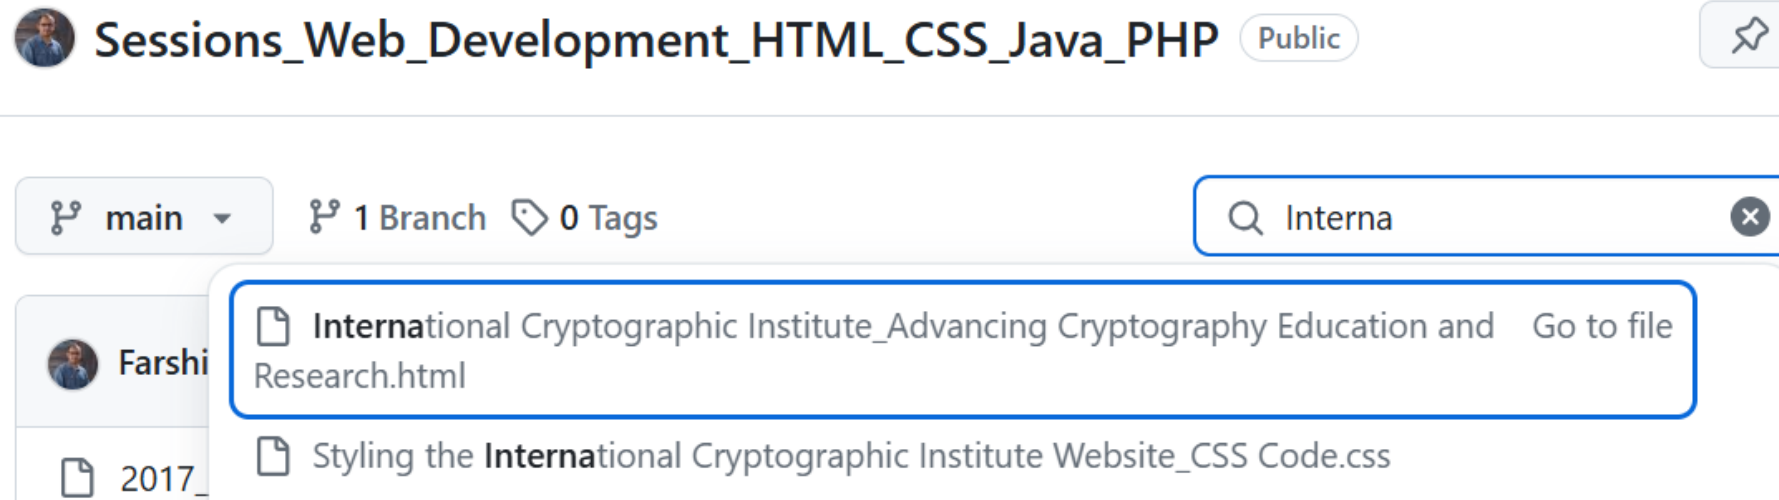 Sessions_Web_Development_HTML_CSS_Java_PHP Public
main 1 Branch 0 Tags Interna
International Cryptographic Institute_Advancing Cryptography Education and Go to file
Farshi
Research.html
Styling the International Cryptographic Institute Website_CSS Code.css
2017_